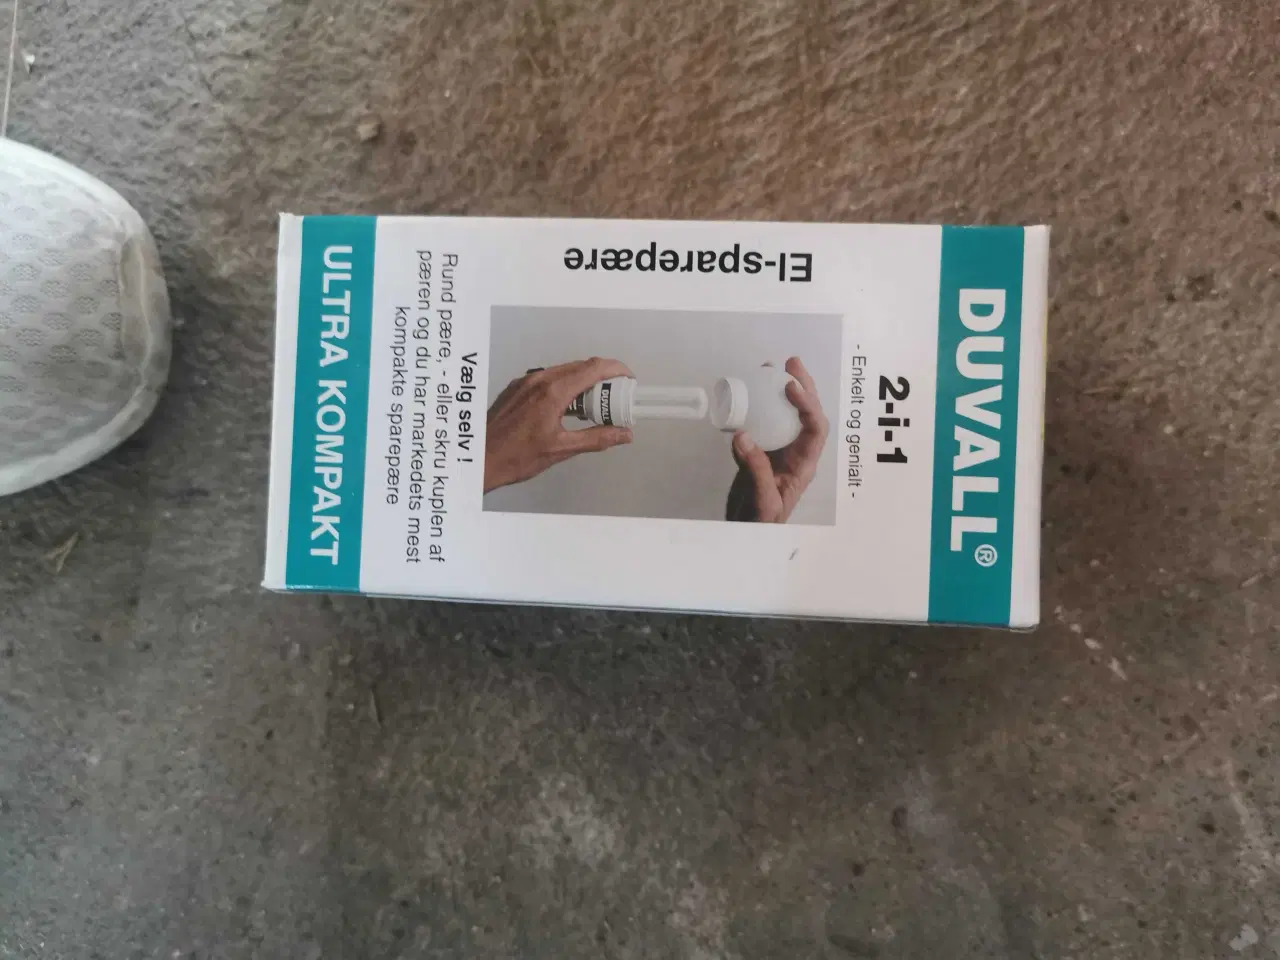 DUVALL®
2-i-1
- Enkelt og genialt -
El-sparepære
DUVALL
Vælg selv !
Rund pære, - eller skru kuplen af
pæren og du har markedets mest
kompakte sparepære
ULTRA KOMPAKT